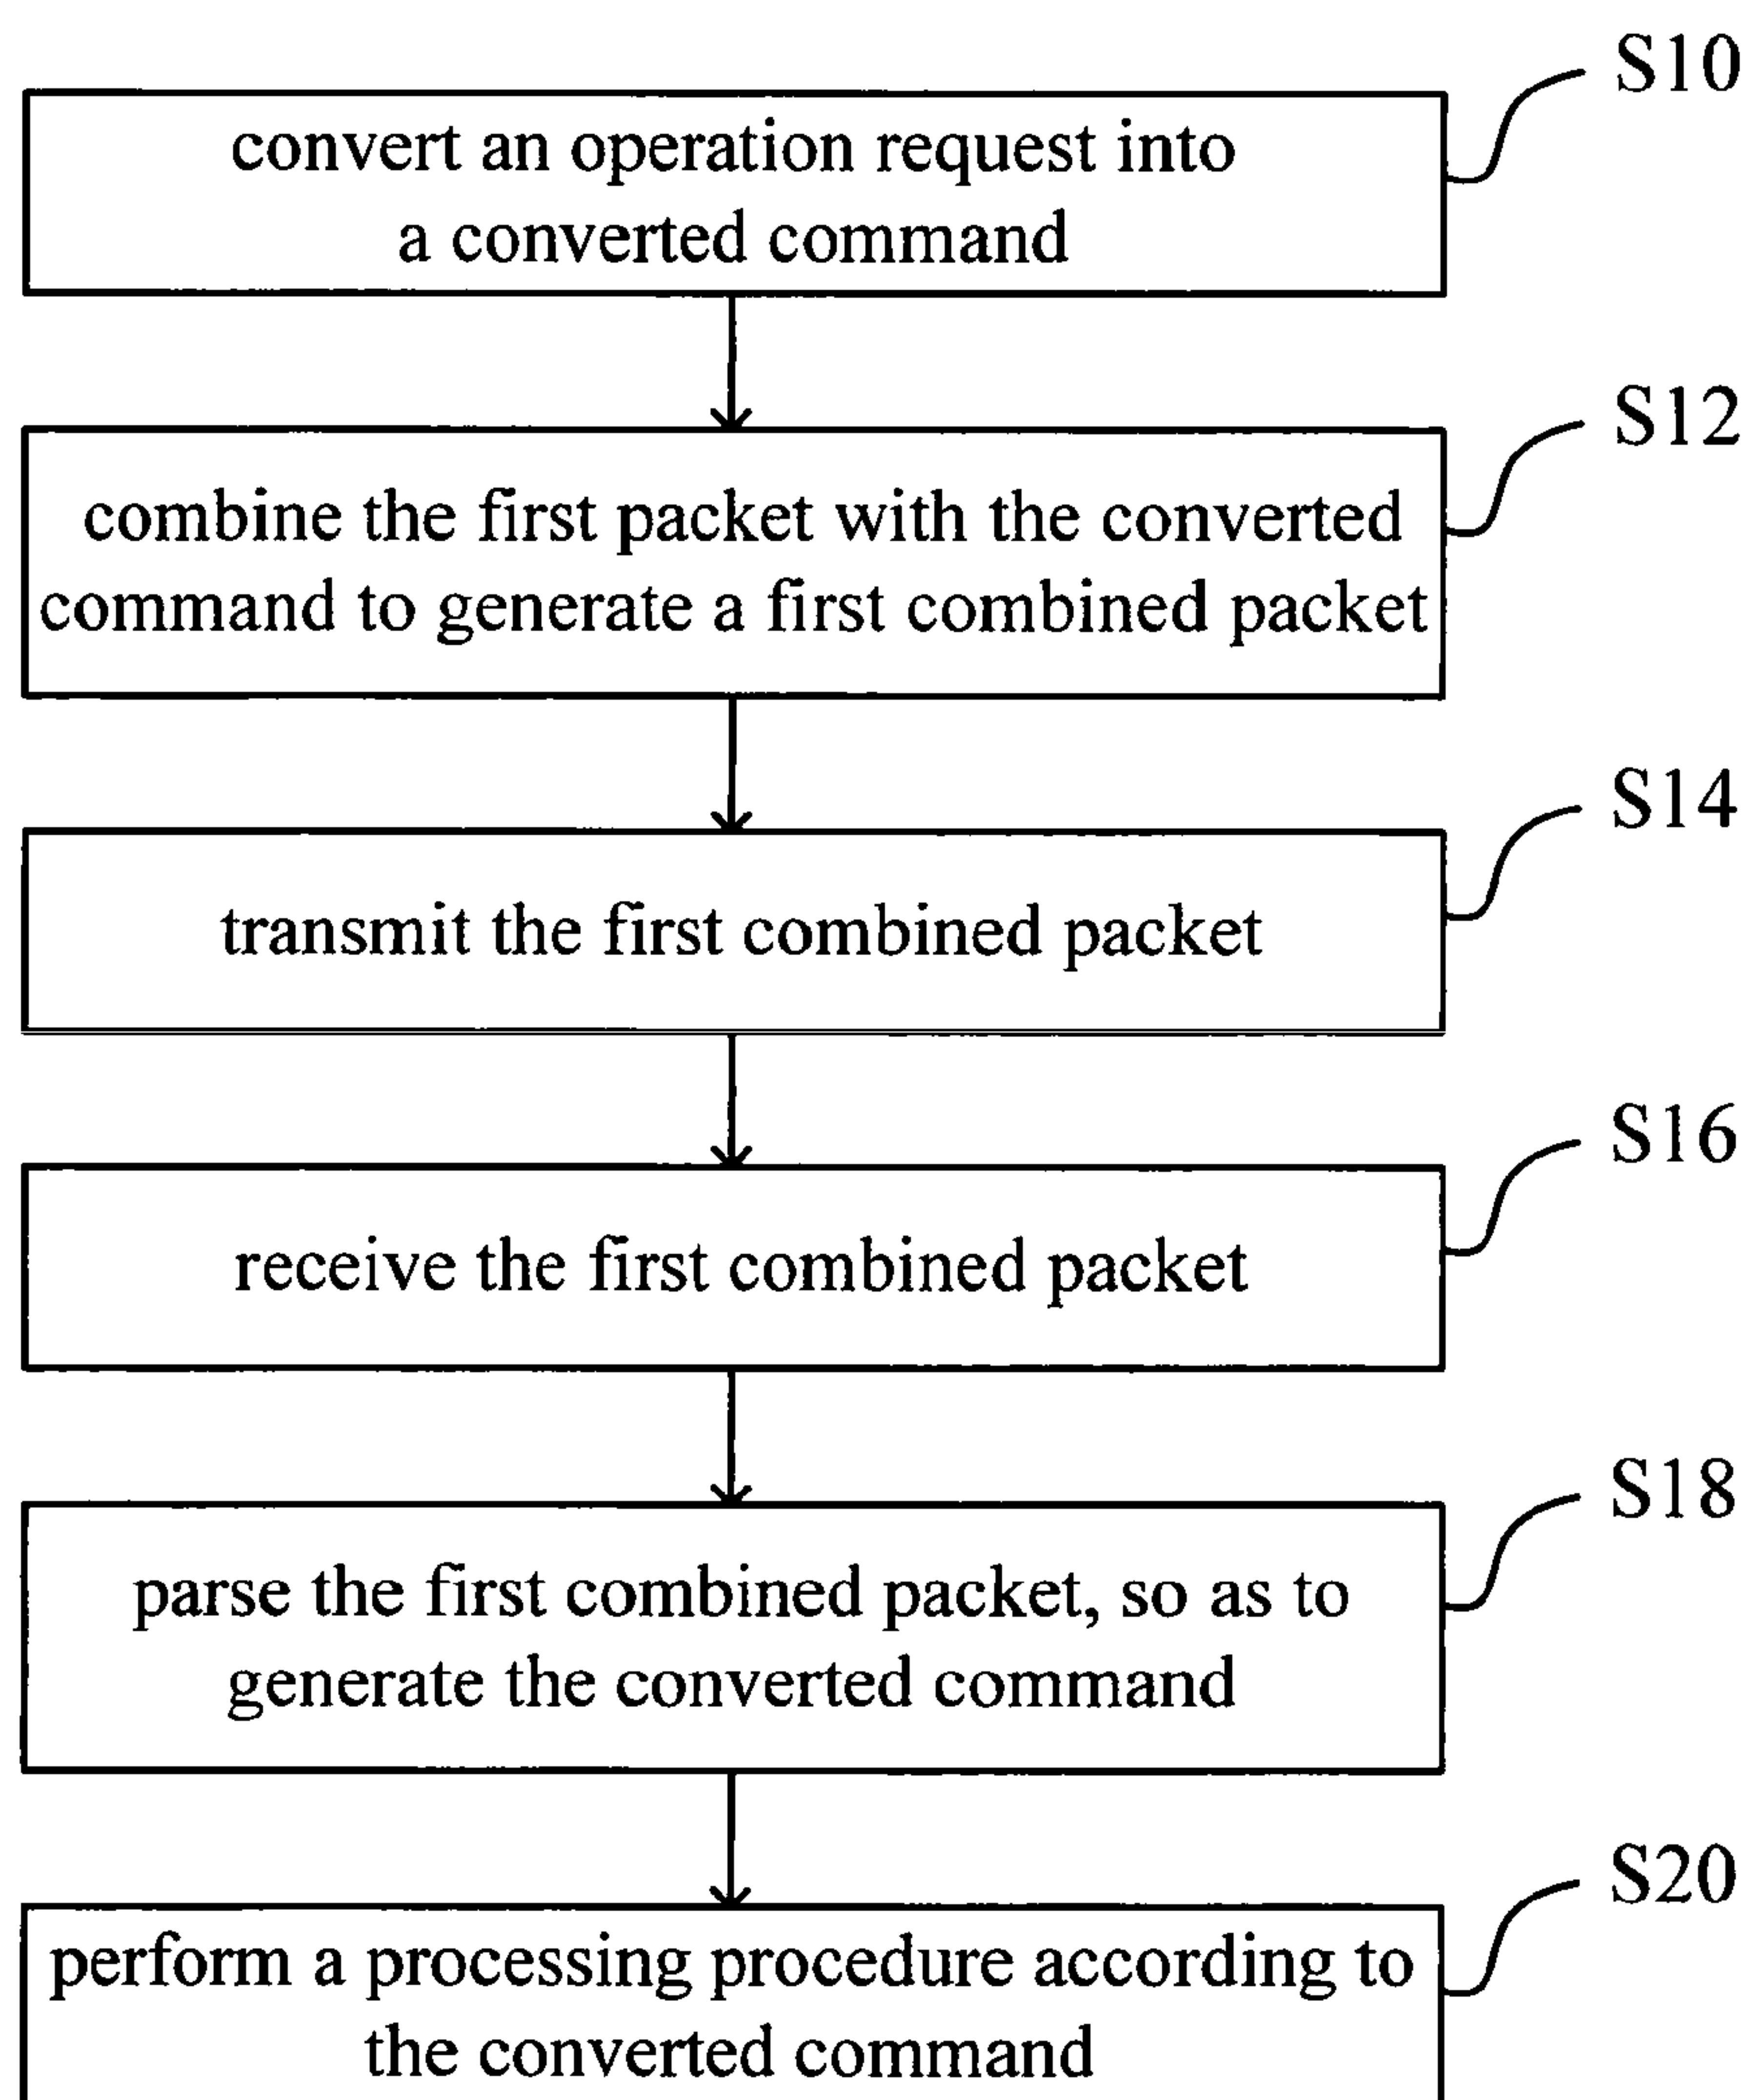 S10
convert an operation request into
a converted command
S12
combine the first packet with the converted
command to generate a first combined packet
S14
transmit the first combined packet
S16
receive the first combined packet
S18
parse the first combined packet, so as to
generate the converted command
S20
perform a processing procedure according to
the converted command